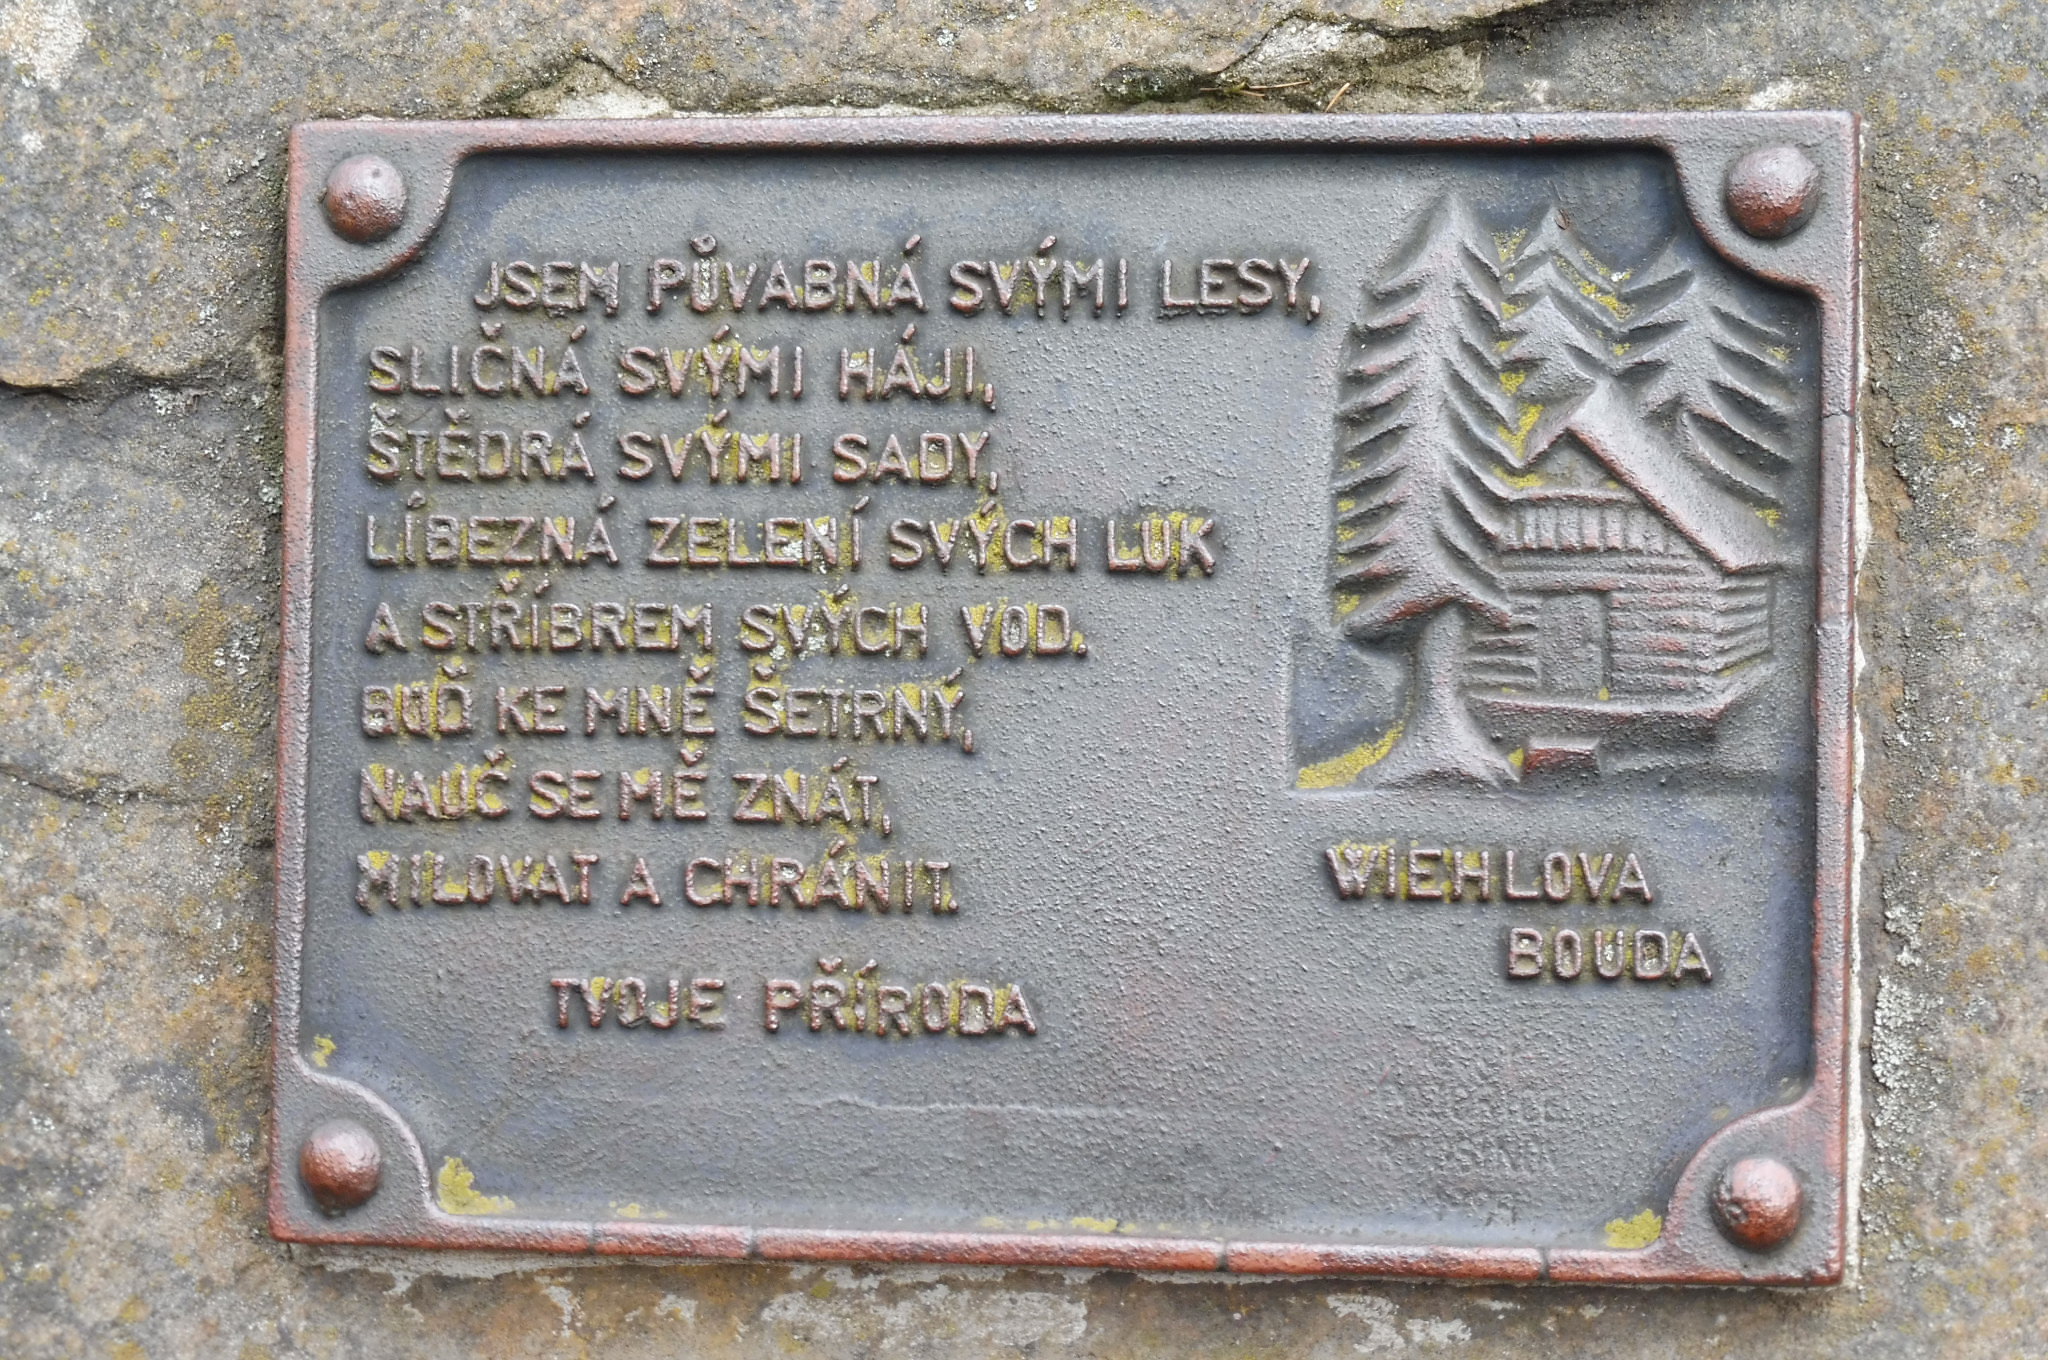 JSEM PŮVABNÁ SVÝMI LESY,
SLIČNÁ SVÝMI HÁJI,
ŠTĚDRÁ SVÝMI SADY,
LÍBEZNÁ ZELENÍ SVÝCH LUK
A STŘÍBREM SVÝCH VOD.
BUĎ KE MNĚ ŠETRNÝ,
NAUČ SE MĚ ZNÁT,
MILOVAT A CHRÁNIT.
TVOJE PŘÍRODA
WIEHLOVA
BOUDA